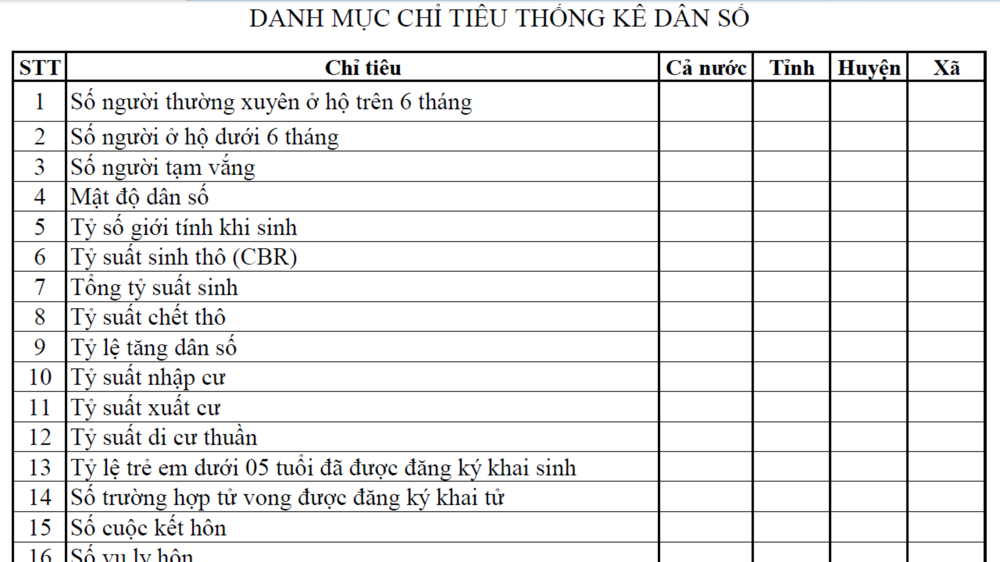 DANH MỤC CHỈ TIÊU THỐNG KÊ DÂN SỐ
STT Chỉ tiêu Cả nước Tỉnh Huyện Xã
1 Số người thường xuyên ở hộ trên 6 tháng
2 Số người ở hộ dưới 6 tháng
3 Số người tạm vắng
4 Mật độ dân số
5 Tỷ số giới tính khi sinh
6 Tỷ suất sinh thô (CBR)
7 Tổng tỷ suất sinh
8 Tỷ suất chết thô
9 Tỷ lệ tăng dân số
10 Tỷ suất nhập cư
11 Tỷ suất xuất cư
12 Tỷ suất di cư thuần
13 Tỷ lệ trẻ em dưới 05 tuổi đã được đăng ký khai sinh
14 Số trường hợp tử vong được đăng ký khai tử
15 Số cuộc kết hôn
16 Số vụ ly hôn